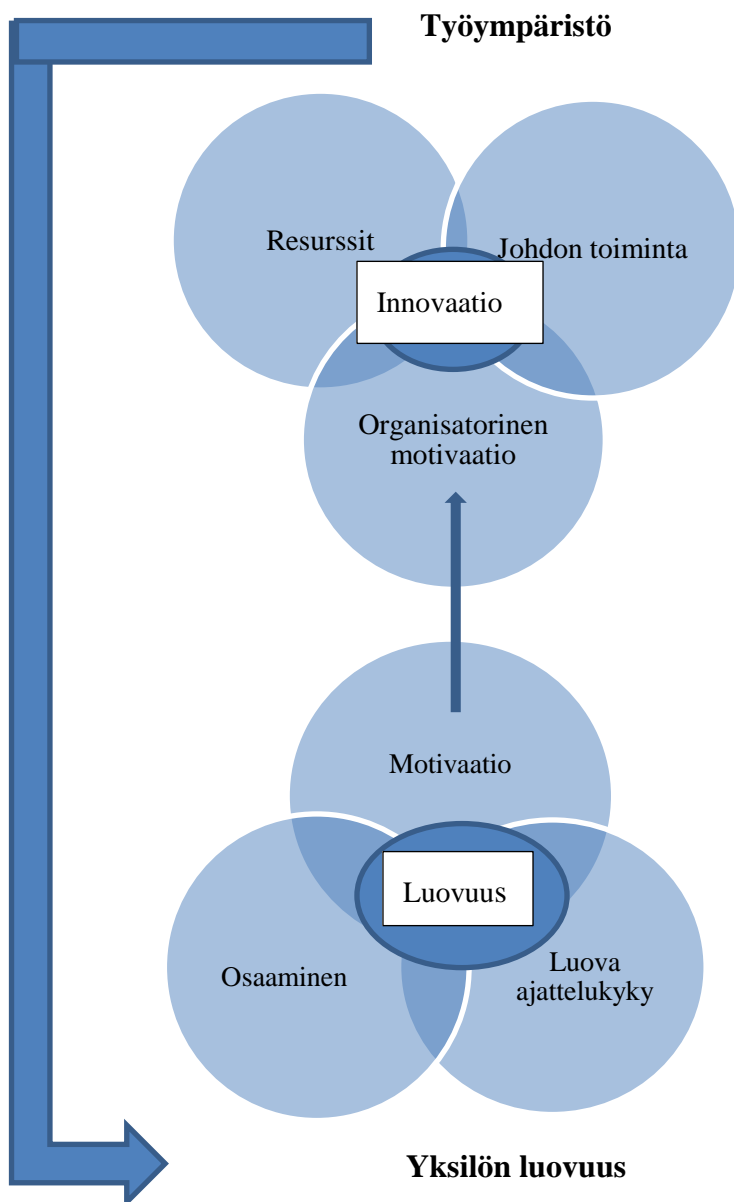 Työympäristö
Resurssit
Johdon toiminta
Innovaatio
Organisatorinen
motivaatio
Motivaatio
Luovuus
Osaaminen
Luova
ajattelukyky
Yksilön luovuus